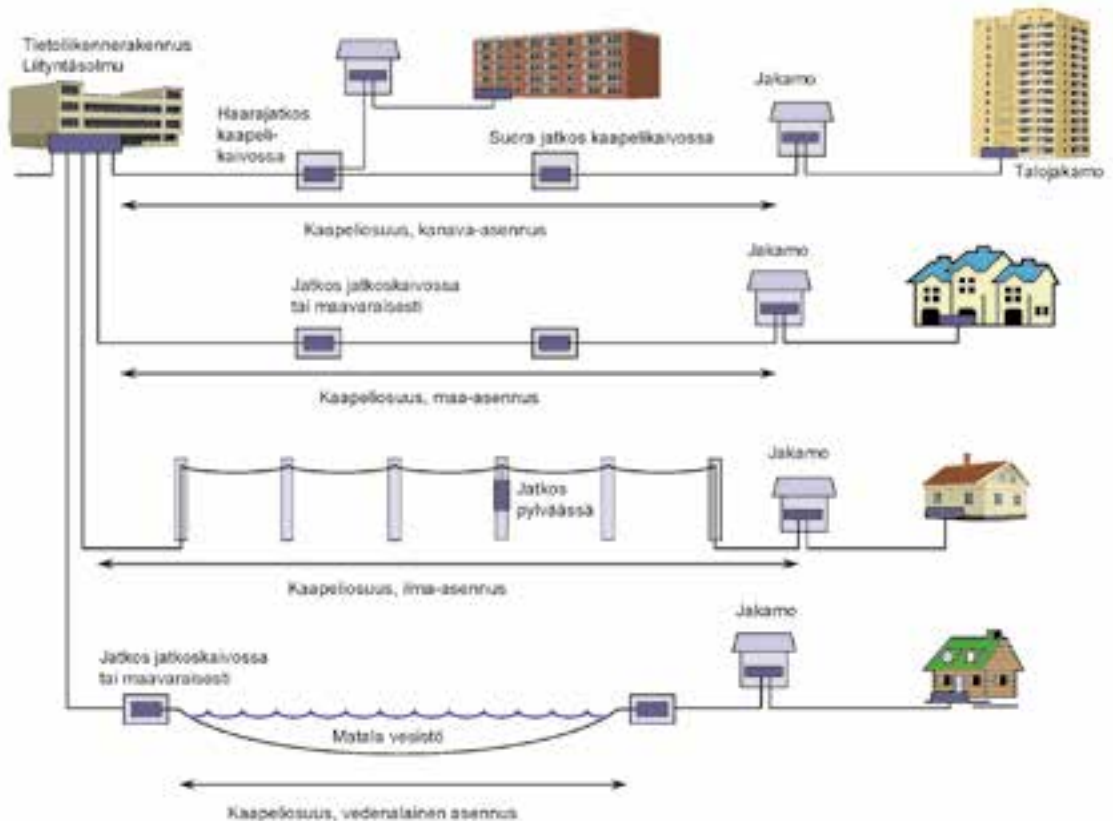 Tietoliikennerakennus
Liityntäsolmu
Haarajatkos
kaapeli-
kaivossa
Suora jatkos kaapelikaivossa
Jakamo
Talojakamo
Kaapeliosuus, kanava-asennus
Jatkos jatkoskaivossa
tai maavaraisesti
Jakamo
Kaapeliosuus, maa-asennus
Jatkos
pylväässä
Jakamo
Kaapeliosuus, ilma-asennus
Jatkos jatkoskaivossa
tai maavaraisesti
Jakamo
Matala vesistö
Kaapeliosuus, vedenalainen asennus